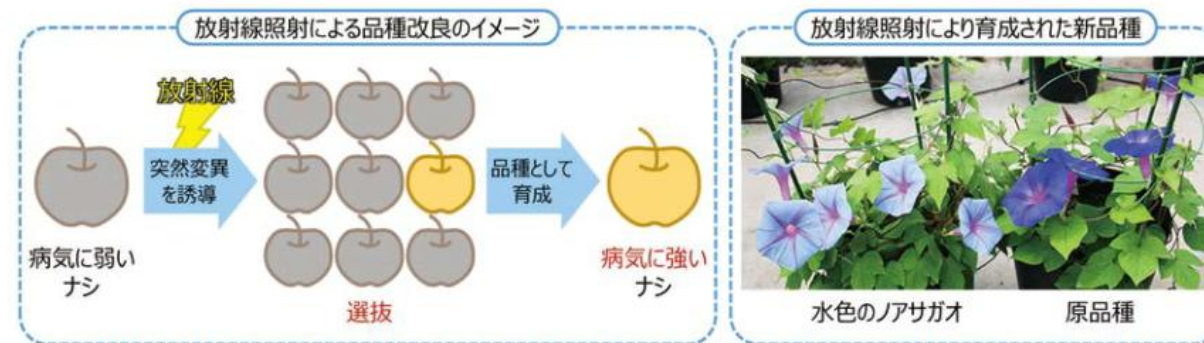 放射線照射による品種改良のイメージ
放射線
突然変異
を誘導
品種として
育成
病気に弱い
ナシ
選抜
病気に強い
ナシ
放射線照射により育成された新品種
水色のノアサガオ
原品種